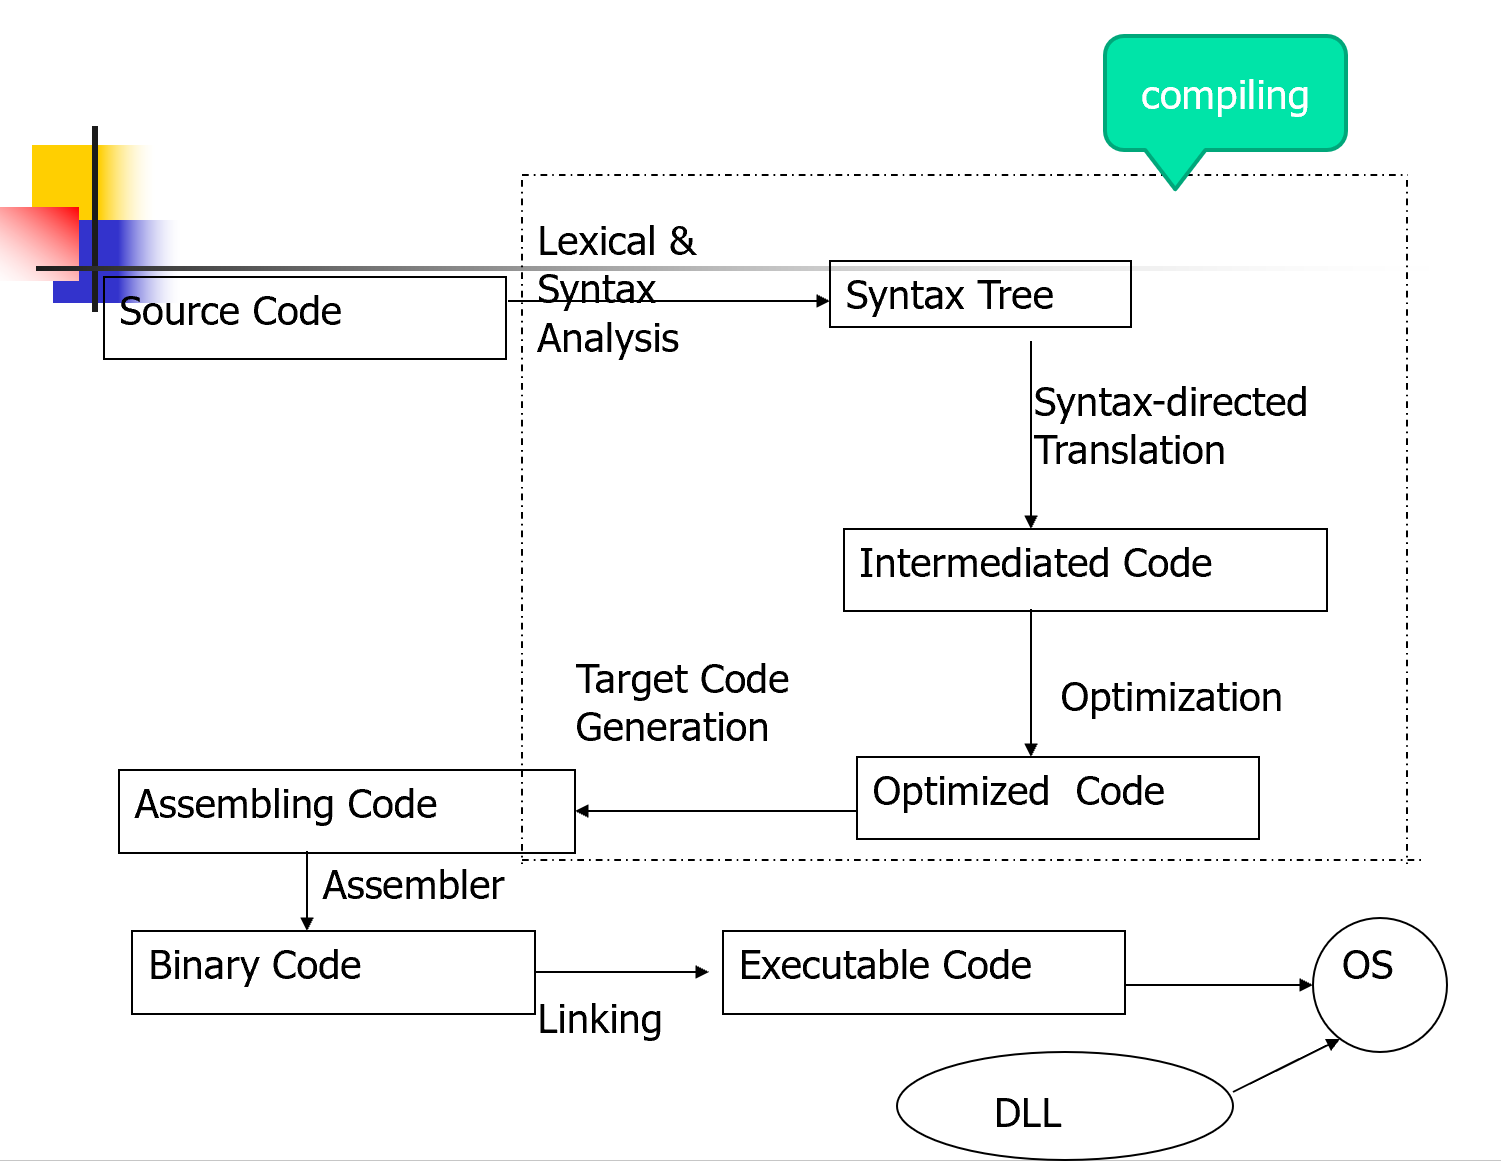 compiling
Lexical &
Syntax
Analysis
Source Code
Syntax Tree
Syntax-directed
Translation
Intermediated Code
Target Code
Generation
Optimization
Assembling Code
Optimized  Code
Assembler
Binary Code
Linking
Executable Code
OS
DLL